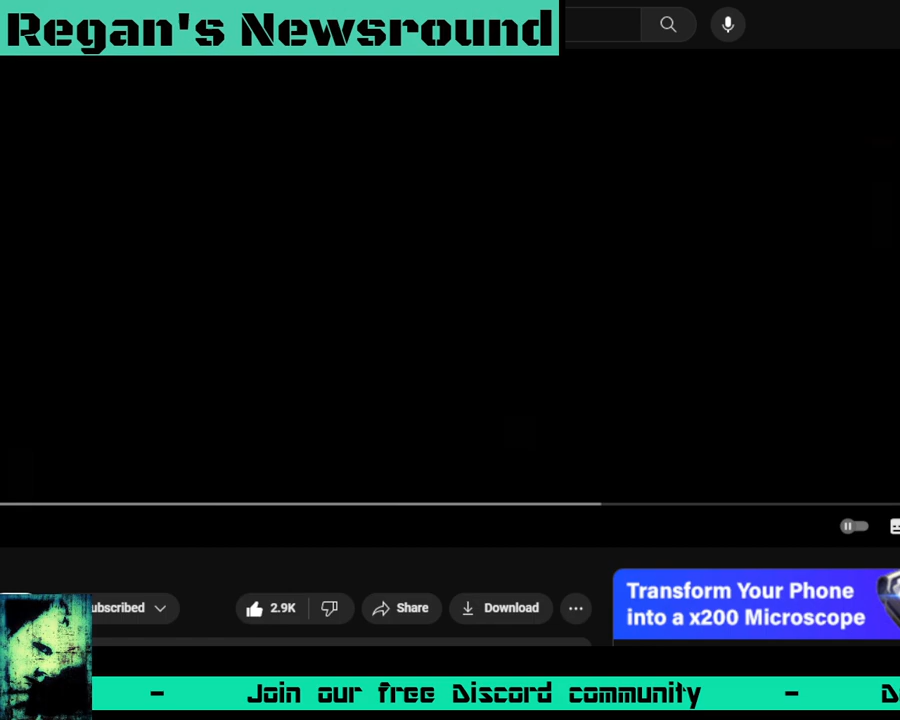 Regan's Newsround
ubscribed
2.9K
Share
Download
Transform Your Phone
into a x200 Microscope
- Join our free Discord community - D